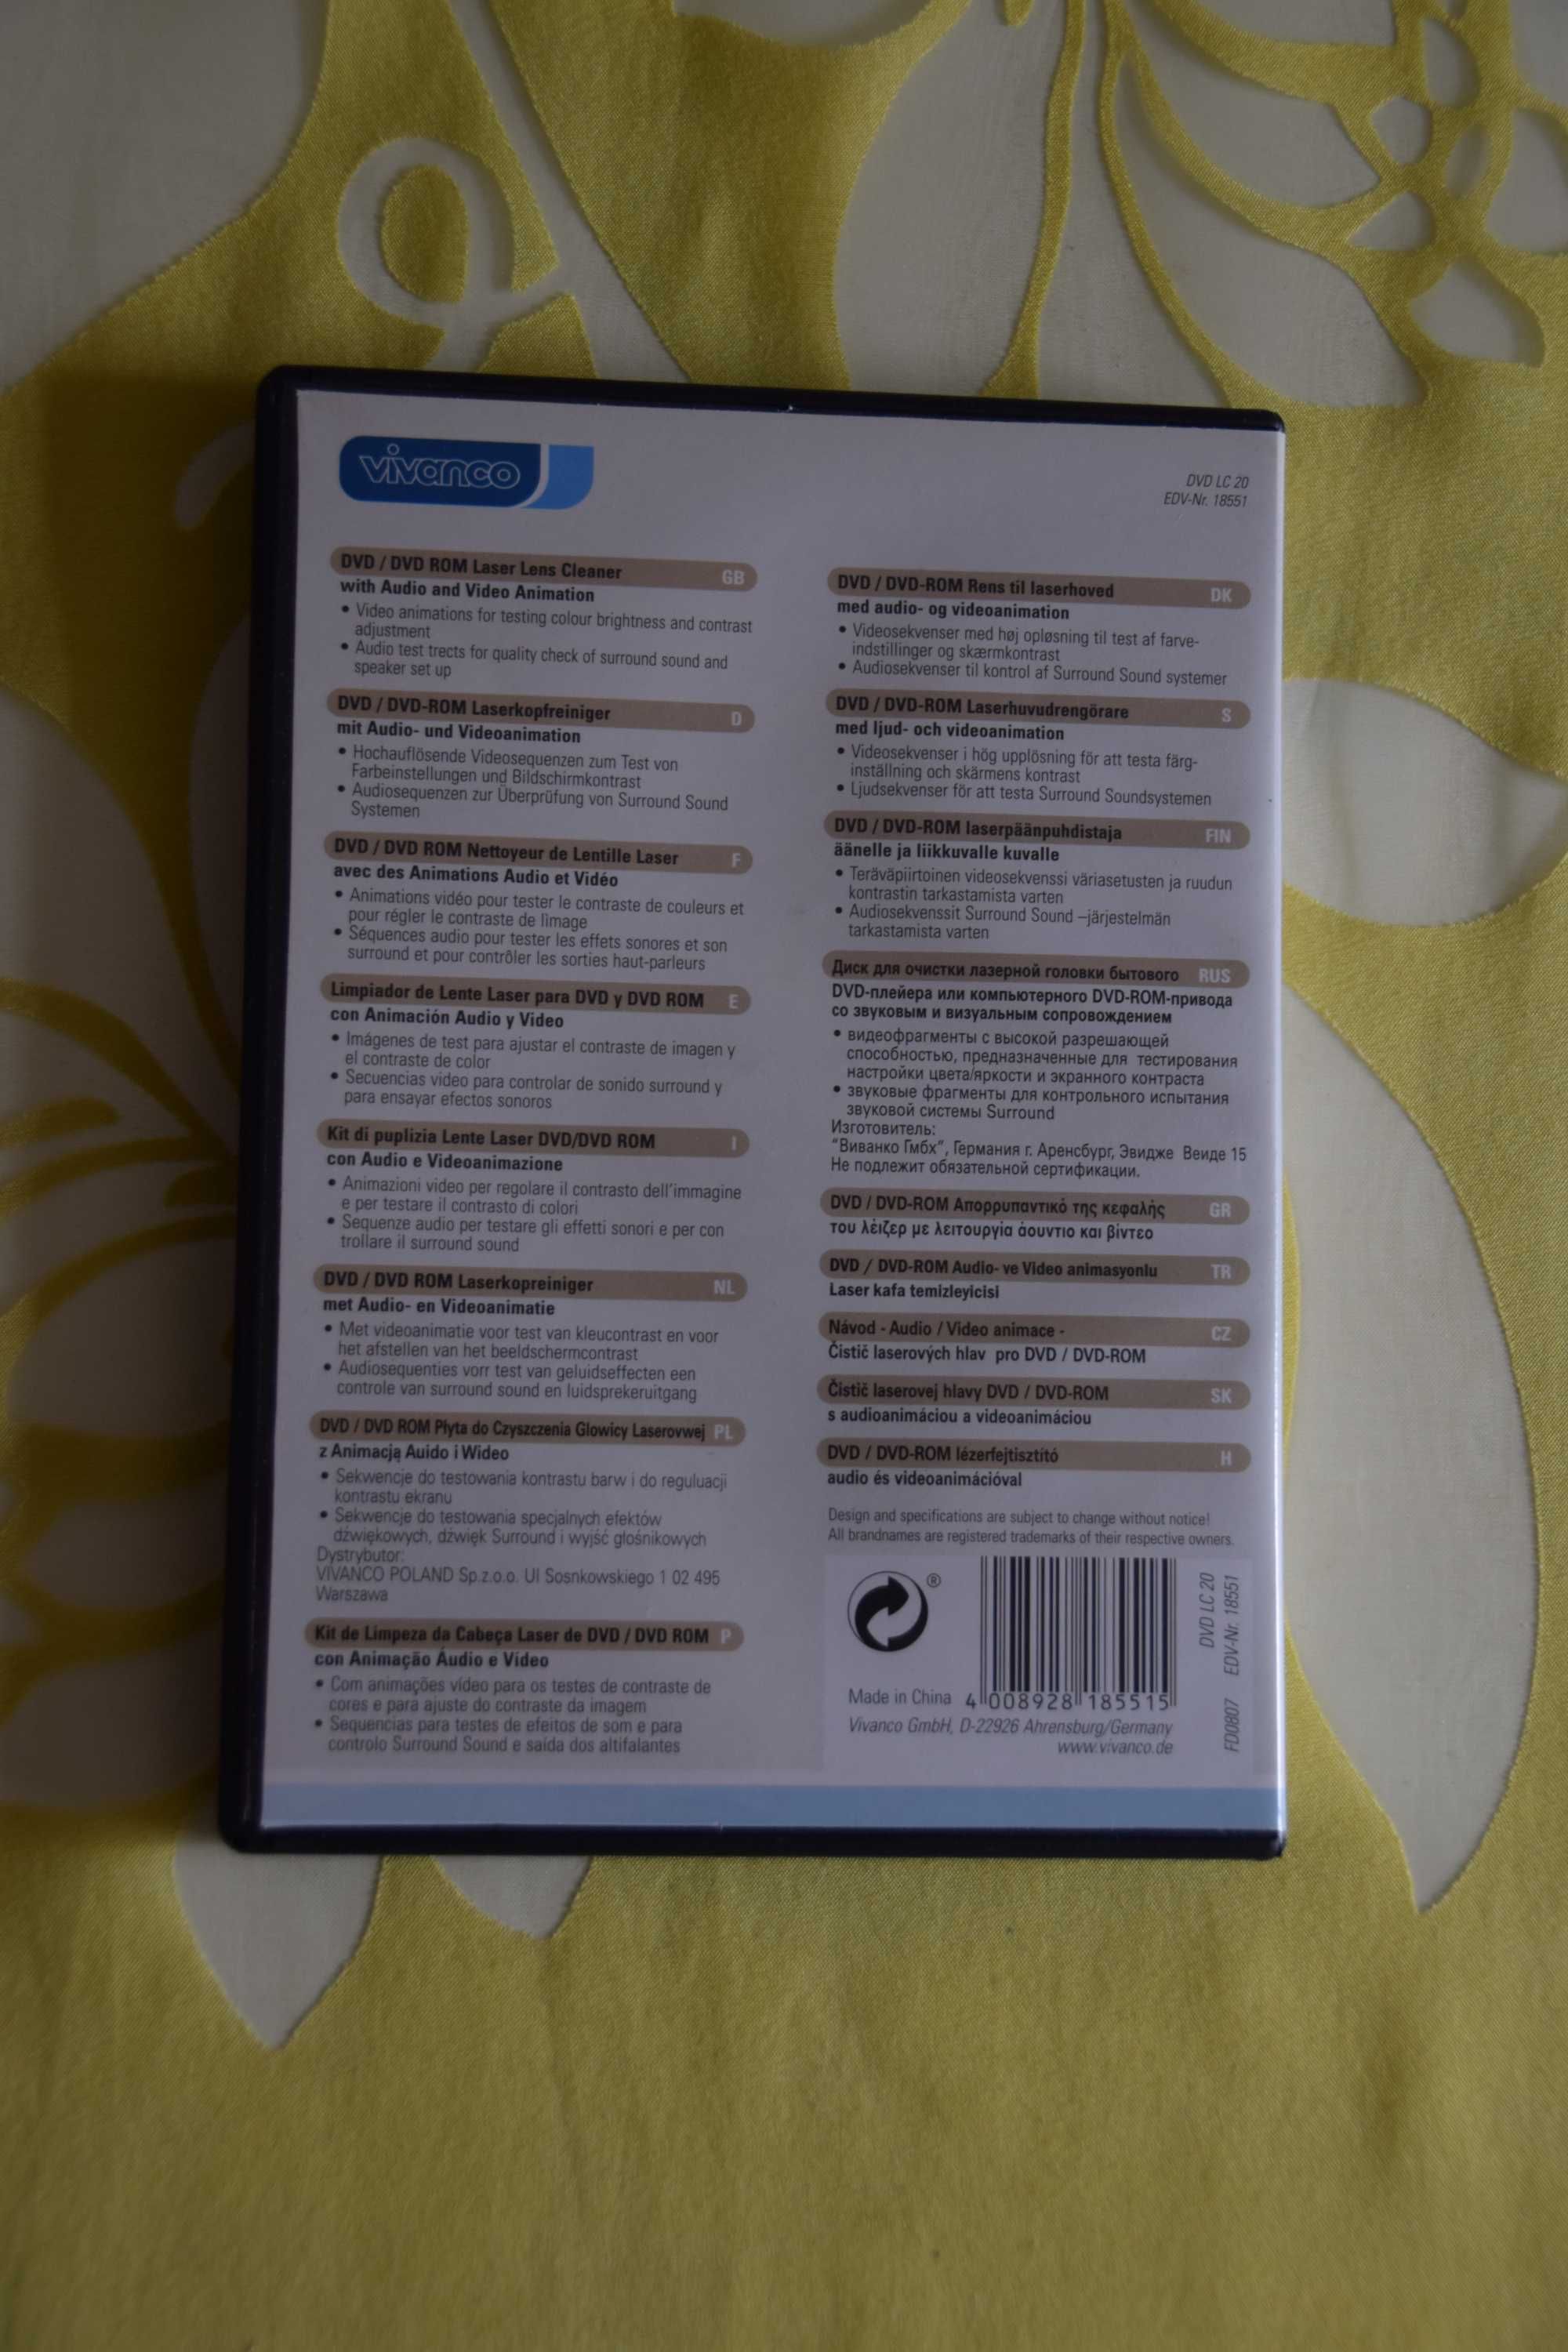 vivanco
DVD LC 20
EDV-Nr. 18551
DVD / DVD ROM Laser Lens Cleaner GB
with Audio and Video Animation
• Video animations for testing colour brightness and contrast
adjustment
• Audio test trects for quality check of surround sound and
speaker set up
DVD / DVD-ROM Laserkopfreiniger D
mit Audio- und Videoanimation
• Hochauflösende Videosequenzen zum Test von
Farbeinstellungen und Bildschirmkontrast
• Audiosequenzen zur Überprüfung von Surround Sound
Systemen
DVD / DVD ROM Nettoyeur de Lentille Laser F
avec des Animations Audio et Vidéo
• Animations vidéo pour tester le contraste de couleurs et
pour régler le contraste de l'image
• Séquences audio pour tester les effets sonores et son
surround et pour contrôler les sorties haut-parleurs
Limpiador de Lente Laser para DVD y DVD ROM E
con Animación Audio y Video
• Imágenes de test para ajustar el contraste de imagen y
el contraste de color
• Secuencias video para controlar de sonido surround y
para ensayar efectos sonoros
Kit di puplizia Lente Laser DVD/DVD ROM I
con Audio e Videoanimazione
• Animazioni video per regolare il contrasto dell'immagine
e per testare il contrasto di colori
• Sequenze audio per testare gli effetti sonori e per con
trollare il surround sound
DVD / DVD ROM Laserkopreiniger NL
met Audio- en Videoanimatie
• Met videoanimatie voor test van kleucontrast en voor
het afstellen van het beeldschermcontrast
• Audiosequenties vorr test van geluidseffecten een
controle van surround sound en luidsprekeruitgang
DVD / DVD ROM Płyta do Czyszczenia Glowicy Laserovwej PL
z Animacją Auido i Wideo
• Sekwencje do testowania kontrastu barw i do reguluacji
kontrastu ekranu
• Sekwencje do testowania specjalnych efektów
dźwiękowych, dźwięk Surround i wyjść głośnikowych
Dystrybutor:
VIVANCO POLAND Sp.z.o.o. Ul Sosnkowskiego 1 02 495
Warszawa
Kit de Limpeza da Cabeça Laser de DVD / DVD ROM P
con Animação Áudio e Vídeo
• Com animações vídeo para os testes de contraste de
cores e para ajuste do contraste da imagem
• Sequencias para testes de efeitos de som e para
controlo Surround Sound e saída dos altifalantes
DVD / DVD-ROM Rens til laserhoved DK
med audio- og videoanimation
• Videosekvenser med høj opløsning til test af farve-
indstillinger og skærmkontrast
• Audiosekvenser til kontrol af Surround Sound systemer
DVD / DVD-ROM Laserhuvudrengörare S
med ljud- och videoanimation
• Videosekvenser i hög upplösning för att testa färg-
inställning och skärmens kontrast
• Ljudsekvenser för att testa Surround Soundsystemen
DVD / DVD-ROM laserpäänpuhdistaja FIN
äänelle ja liikkuvalle kuvalle
• Teräväpiirtoinen videosekvenssi väriasetusten ja ruudun
kontrastin tarkastamista varten
• Audiosekvenssit Surround Sound –järjestelmän
tarkastamista varten
Диск для очистки лазерной головки бытового RUS
DVD-плейера или компьютерного DVD-ROM-привода
со звуковым и визуальным сопровождением
• видеофрагменты с высокой разрешающей
способностью, предназначенные для тестирования
настройки цвета/яркости и экранного контраста
• звуковые фрагменты для контрольного испытания
звуковой системы Surround
Изготовитель:
"Виванко Гмбх", Германия г. Аренсбург, Эвидже Веиде 15
Не подлежит обязательной сертификации.
DVD / DVD-ROM Απορρυπαντικό της κεφαλής GR
του λέιζερ με λειτουργία άουντιο και βίντεο
DVD / DVD-ROM Audio- ve Video animasyonlu TR
Laser kafa temizleyicisi
Návod - Audio / Video animace - CZ
Čistič laserových hlav pro DVD / DVD-ROM
Čistič laserovej hlavy DVD / DVD-ROM SK
s audioanimáciou a videoanimáciou
DVD / DVD-ROM lézerfejtisztító H
audio és videoanimációval
Design and specifications are subject to change without notice!
All brandnames are registered trademarks of their respective owners.
®
Made in China 4 008928 185515
Vivanco GmbH, D-22926 Ahrensburg/Germany
www.vivanco.de
DVD LC 20
FD0807 EDV-Nr. 18551